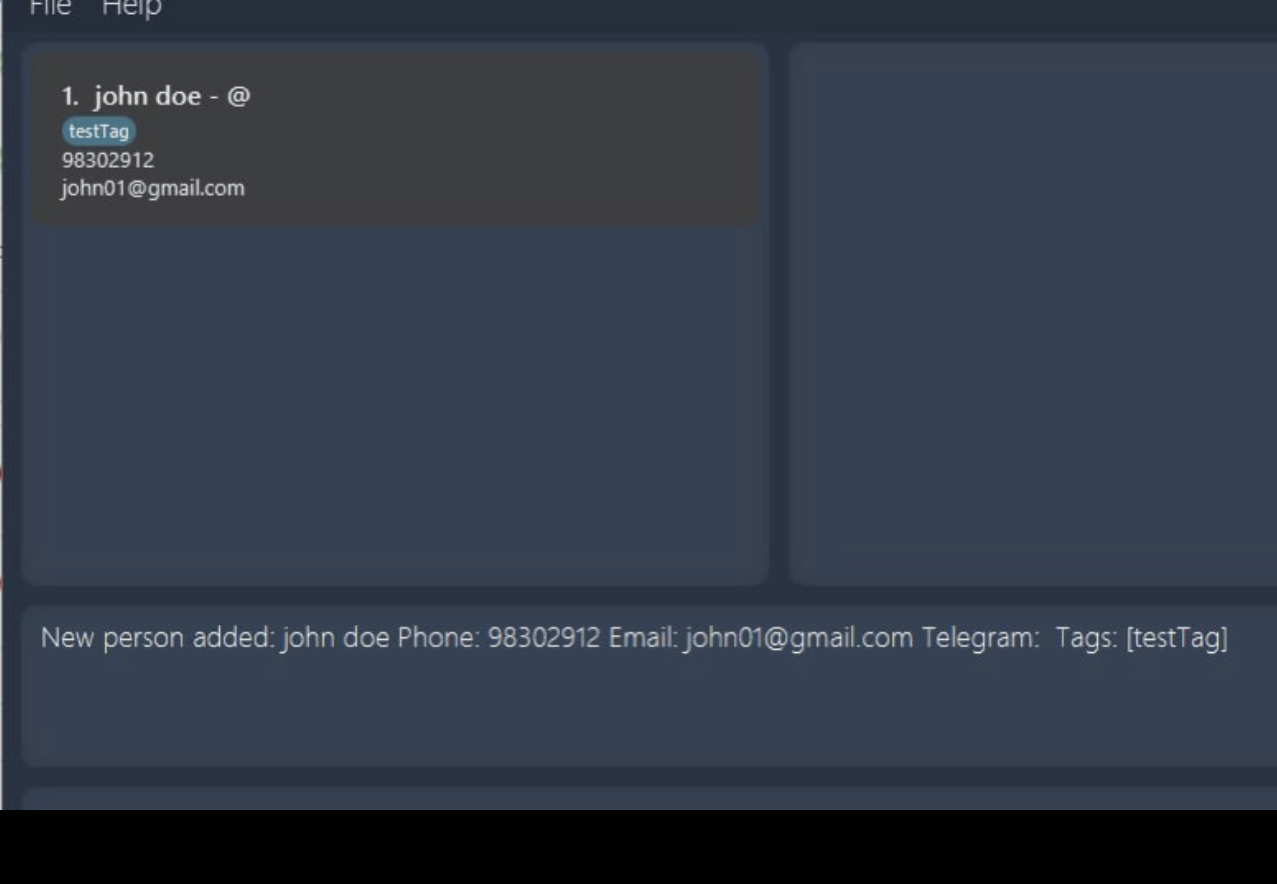 File Help
1. john doe - @
testTag
98302912
john01@gmail.com
New person added: john doe Phone: 98302912 Email: john01@gmail.com Telegram:  Tags: [testTag]